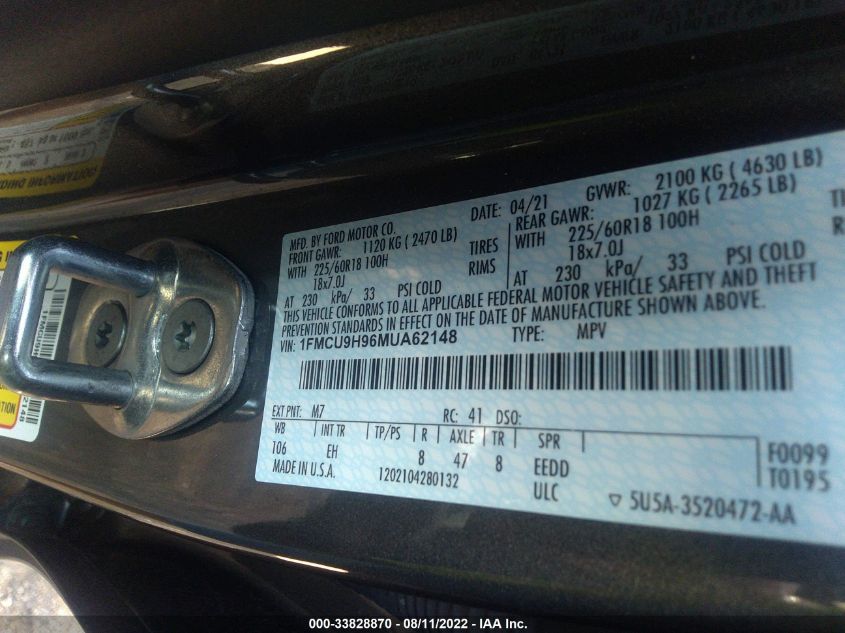 MFD. BY FORD MOTOR CO.
DATE: 04/21 GVWR: 2100 KG ( 4630 LB)
FRONT GAWR: 1120 KG ( 2470 LB)
REAR GAWR: 1027 KG ( 2265 LB)
WITH 225/60R18 100H TIRES
WITH 225/60R18 100H
18x7.0J RIMS
18x7.0J
AT 230 kPa/ 33 PSI COLD
AT 230 kPa/ 33 PSI COLD
THIS VEHICLE CONFORMS TO ALL APPLICABLE FEDERAL MOTOR VEHICLE SAFETY AND THEFT
PREVENTION STANDARDS IN EFFECT ON THE DATE OF MANUFACTURE SHOWN ABOVE.
VIN: 1FMCU9H96MUA62148 TYPE: MPV
EXT PNT: M7 RC: 41 DSO:
WB INT TR TP/PS R AXLE TR SPR
106 EH 8 47 8 EEDD
MADE IN U.S.A. 1202104280132 ULC
F0099
T0195
5U5A-3520472-AA
000-33828870 - 08/11/2022 - IAA Inc.